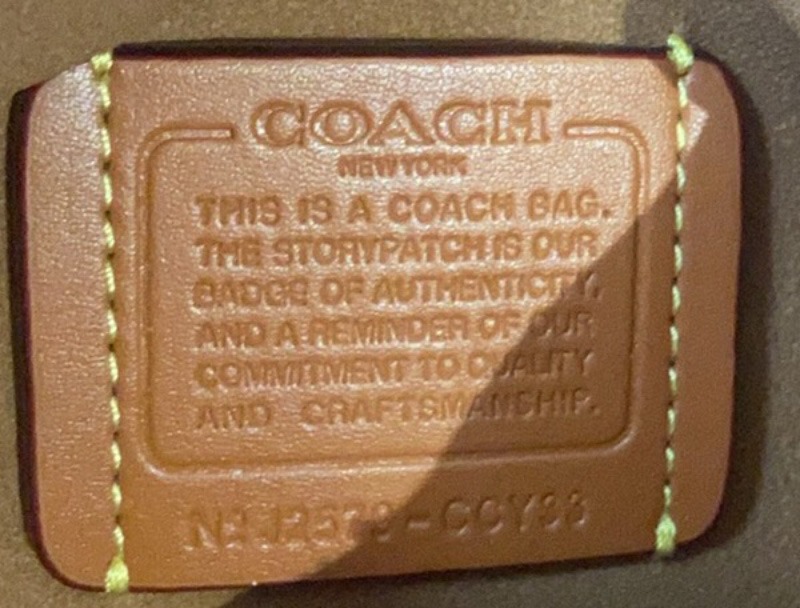 COACH
NEW YORK
THIS IS A COACH BAG.
THE STORYPATCH IS OUR
BADGE OF AUTHENTICITY,
AND A REMINDER OF OUR
COMMITMENT TO QUALITY
AND CRAFTSMANSHIP.